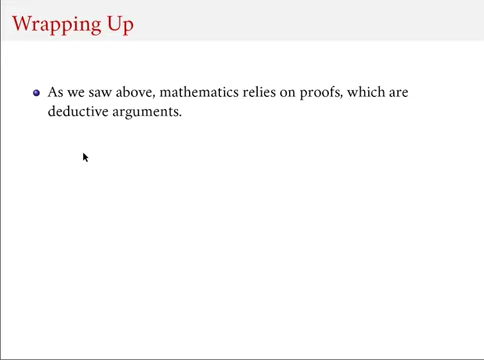 Wrapping Up
As we saw above, mathematics relies on proofs, which are
deductive arguments.